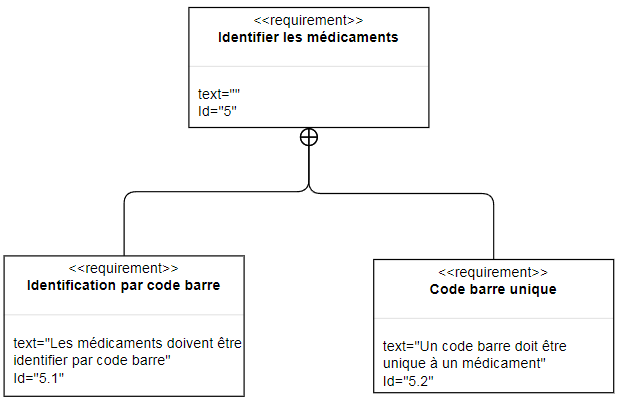 <<requirement>>
Identifier les médicaments
text=""
Id="5"
<<requirement>>
Identification par code barre
text="Les médicaments doivent être
identifier par code barre"
Id="5.1"
<<requirement>>
Code barre unique
text="Un code barre doit être
unique à un médicament"
Id="5.2"